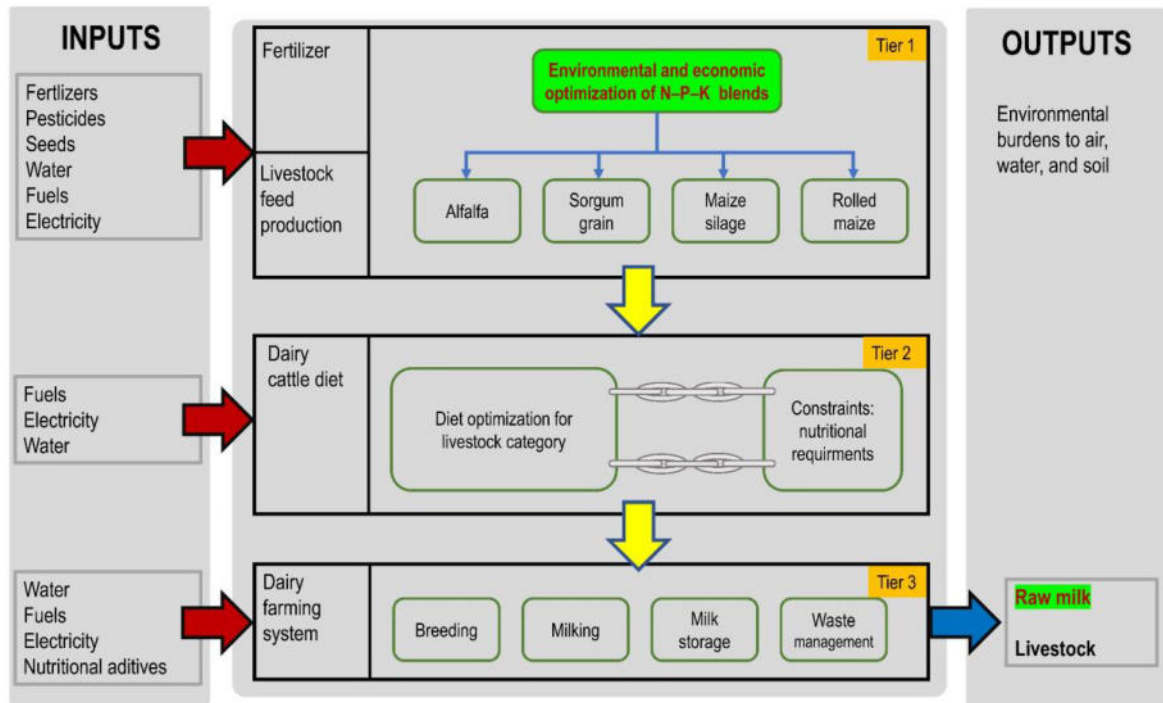 INPUTS
Fertlizers
Pesticides
Seeds
Water
Fuels
Electricity
Fuels
Electricity
Water
Water
Fuels
Electricity
Nutritional aditives
Fertilizer
Tier 1
Environmental and economic
optimization of N–P–K blends
Livestock
feed
production
Alfalfa
Sorgum
grain
Maize
silage
Rolled
maize
Dairy
cattle diet
Tier 2
Diet optimization for
livestock category
Constraints:
nutritional
requirments
Dairy
farming
system
Tier 3
Breeding
Milking
Milk
storage
Waste
management
OUTPUTS
Environmental
burdens to air,
water, and soil
Raw milk
Livestock